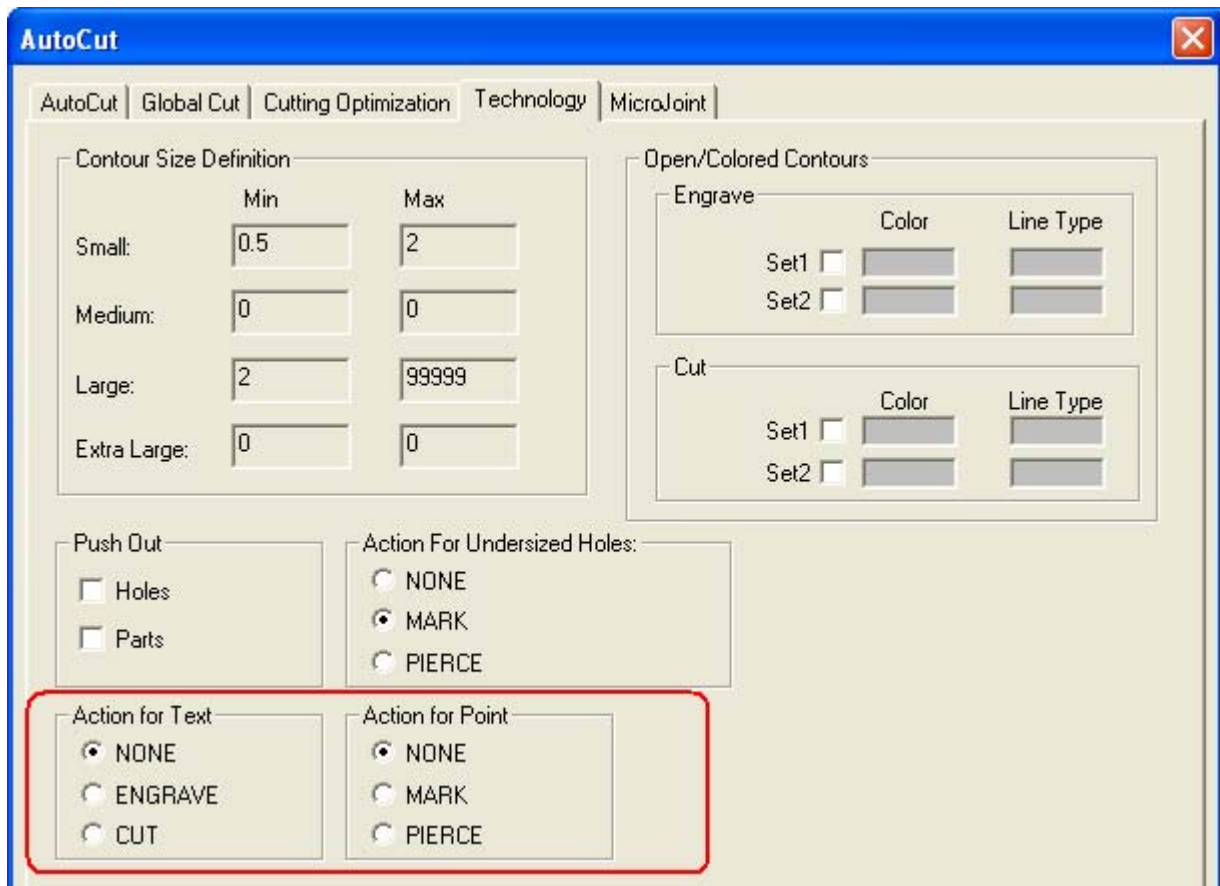 AutoCut
AutoCut Global Cut Cutting Optimization Technology MicroJoint
Contour Size Definition
Min Max
Small: 0.5 2
Medium: 0 0
Large: 2 99999
Extra Large: 0 0
Open/Colored Contours
Engrave
Color Line Type
Set1
Set2
Cut
Color Line Type
Set1
Set2
Push Out
Holes
Parts
Action For Undersized Holes:
NONE
MARK
PIERCE
Action for Text
NONE
ENGRAVE
CUT
Action for Point
NONE
MARK
PIERCE